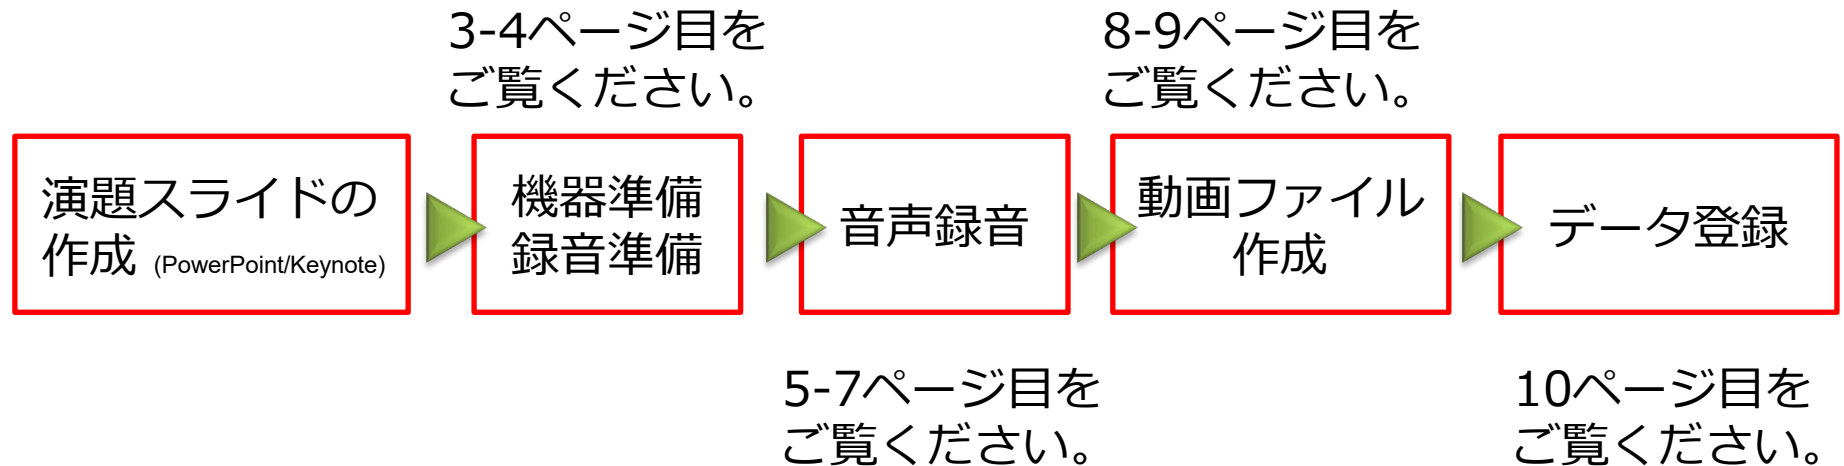 3-4ページ目を
ご覧ください。
8-9ページ目を
ご覧ください。
演題スライドの
作成 (PowerPoint/Keynote)
機器準備
録音準備
音声録音
動画ファイル
作成
データ登録
5-7ページ目を
ご覧ください。
10ページ目を
ご覧ください。